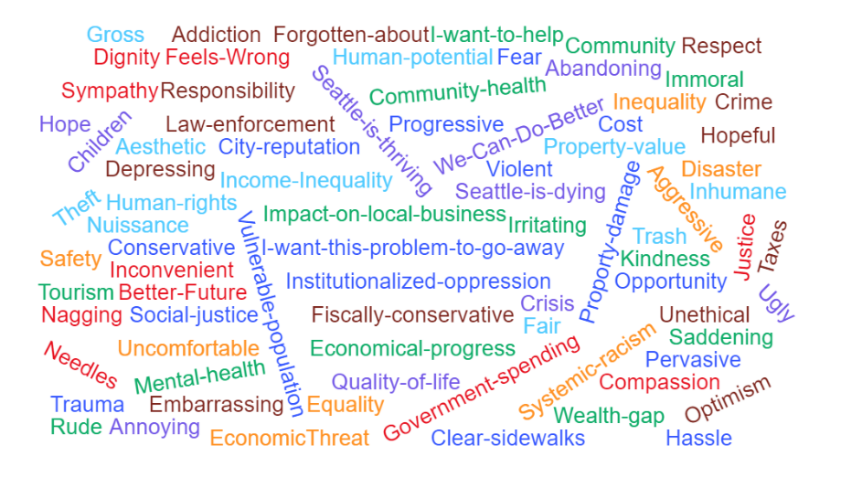 Gross Addiction Forgotten-about I-want-to-help
Community Respect
Dignity Feels-Wrong Human-potential Fear
Abandoning Immoral
Sympathy Responsibility Seattle-is-thriving Community-health
Inequality Crime
Hope Children Law-enforcement Progressive We-Can-Do-Better Cost Hopeful
Aesthetic City-reputation Property-value
Depressing Income-Inequality Violent Aggressive Disaster
Seattle-is-dying Inhumane
Theft Human-rights Impact-on-local-business Irritating Proporty-damage
Nuissance Vulnerable-population Trash Justice Taxes
Conservative I-want-this-problem-to-go-away Kindness
Safety Inconvenient Institutionalized-oppression Opportunity
Tourism Better-Future Crisis Ugly
Nagging Social-justice Fiscally-conservative Fair Unethical
Saddening
Needles Uncomfortable Economical-progress Government-spending Systemic-racism Pervasive
Mental-health Quality-of-life Compassion
Trauma Embarrassing Equality Wealth-gap Optimism
Rude Annoying EconomicThreat Clear-sidewalks Hassle